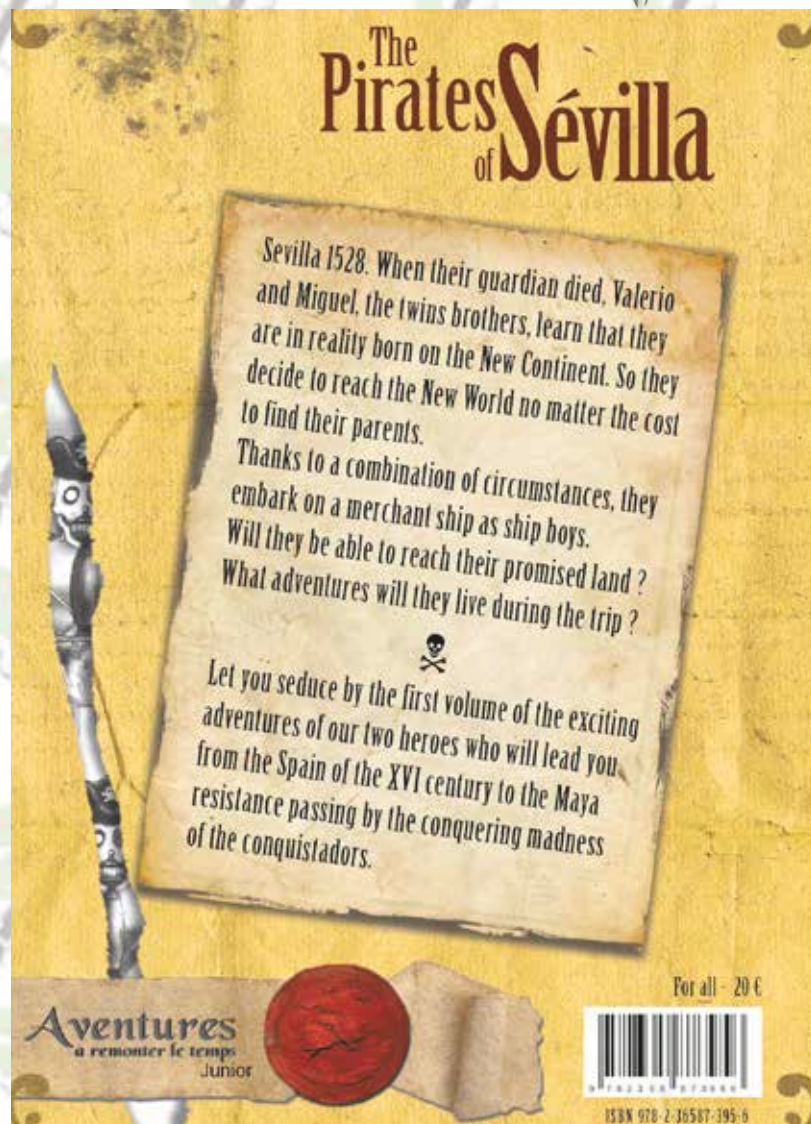 The
Pirates
of Sévilla
Sevilla 1528. When their guardian died, Valerio
and Miguel, the twins brothers, learn that they
are in reality born on the New Continent. So they
decide to reach the New World no matter the cost
to find their parents.
Thanks to a combination of circumstances, they
embark on a merchant ship as ship boys.
Will they be able to reach their promised land ?
What adventures will they live during the trip ?
Let you seduce by the first volume of the exciting
adventures of our two heroes who will lead you
from the Spain of the XVI century to the Maya
resistance passing by the conquering madness
of the conquistadors.
For all - 20 €
Aventures
a remonter le temps
Junior
ISBN 978-2-36587-395-6